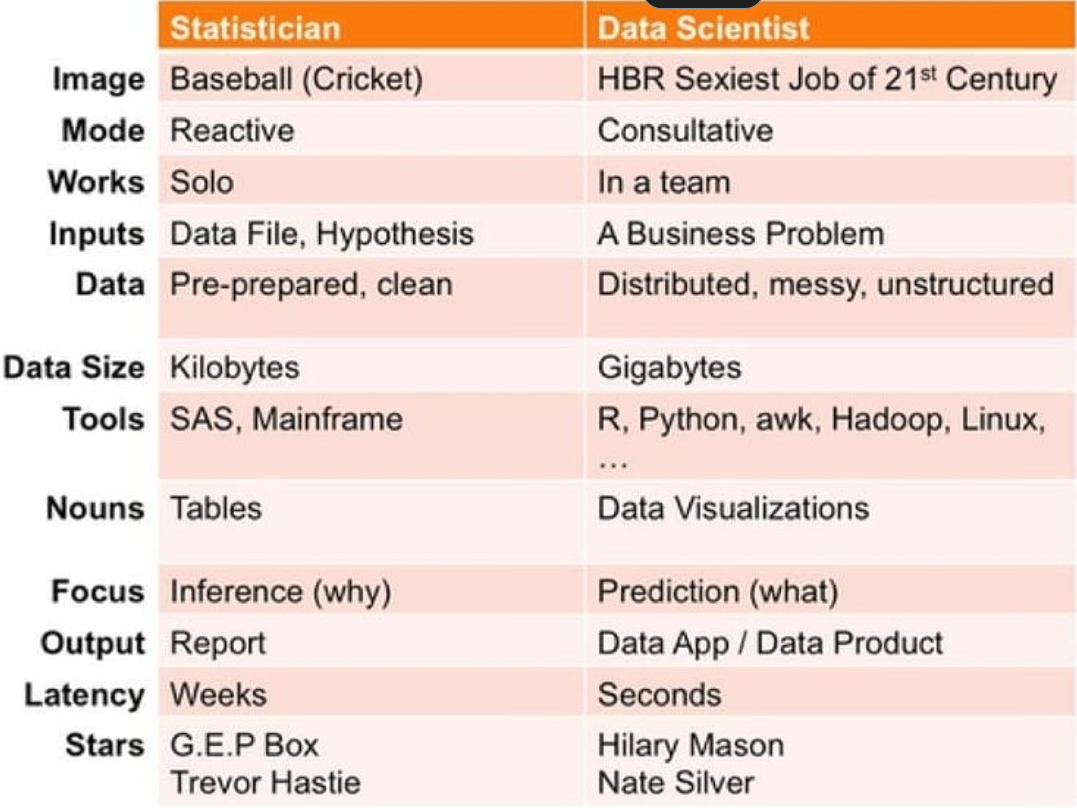 Statistician Data Scientist
Image Baseball (Cricket) HBR Sexiest Job of 21st Century
Mode Reactive Consultative
Works Solo In a team
Inputs Data File, Hypothesis A Business Problem
Data Pre-prepared, clean Distributed, messy, unstructured
Data Size Kilobytes Gigabytes
Tools SAS, Mainframe R, Python, awk, Hadoop, Linux,
…
Nouns Tables Data Visualizations
Focus Inference (why) Prediction (what)
Output Report Data App / Data Product
Latency Weeks Seconds
Stars G.E.P Box Hilary Mason
Trevor Hastie Nate Silver